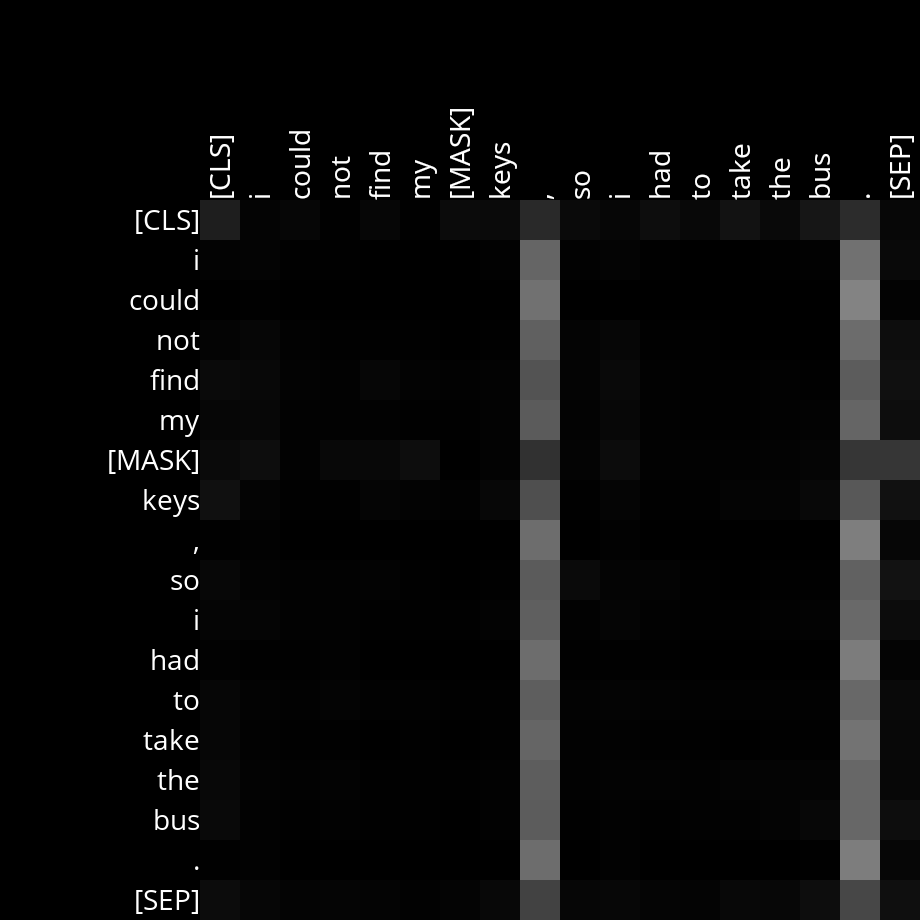 [CLS] i could not find my [MASK] keys , so i had to take the bus . [SEP]
[CLS]
i
could
not
find
my
[MASK]
keys
,
so
i
had
to
take
the
bus
.
[SEP]